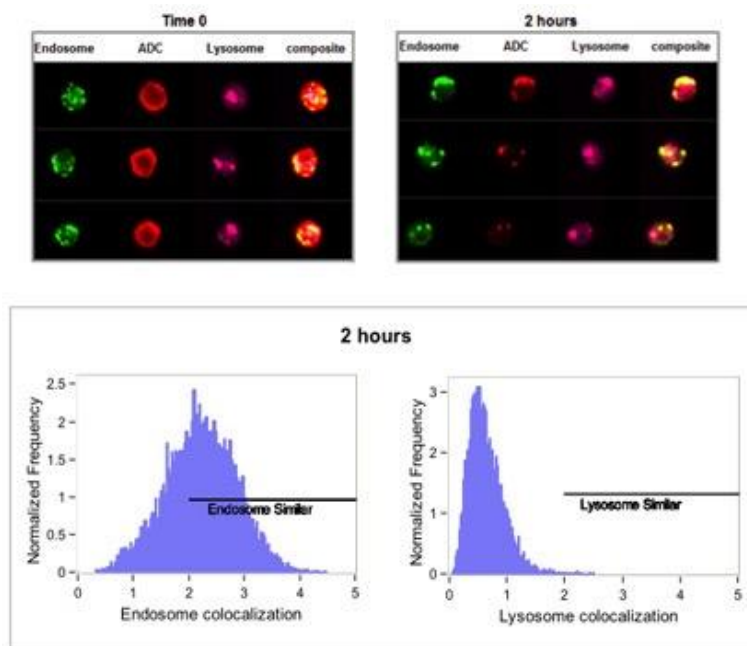 Time 0
Endosome ADC Lysosome composite
2 hours
Endosome ADC Lysosome composite
2 hours
Normalized Frequency
2.5
2
1.5
1
0.5
0
Endosome Similar
0 1 2 3 4 5
Endosome colocalization
Normalized Frequency
3
2
1
0
Lysosome Similar
0 1 2 3 4 5
Lysosome colocalization